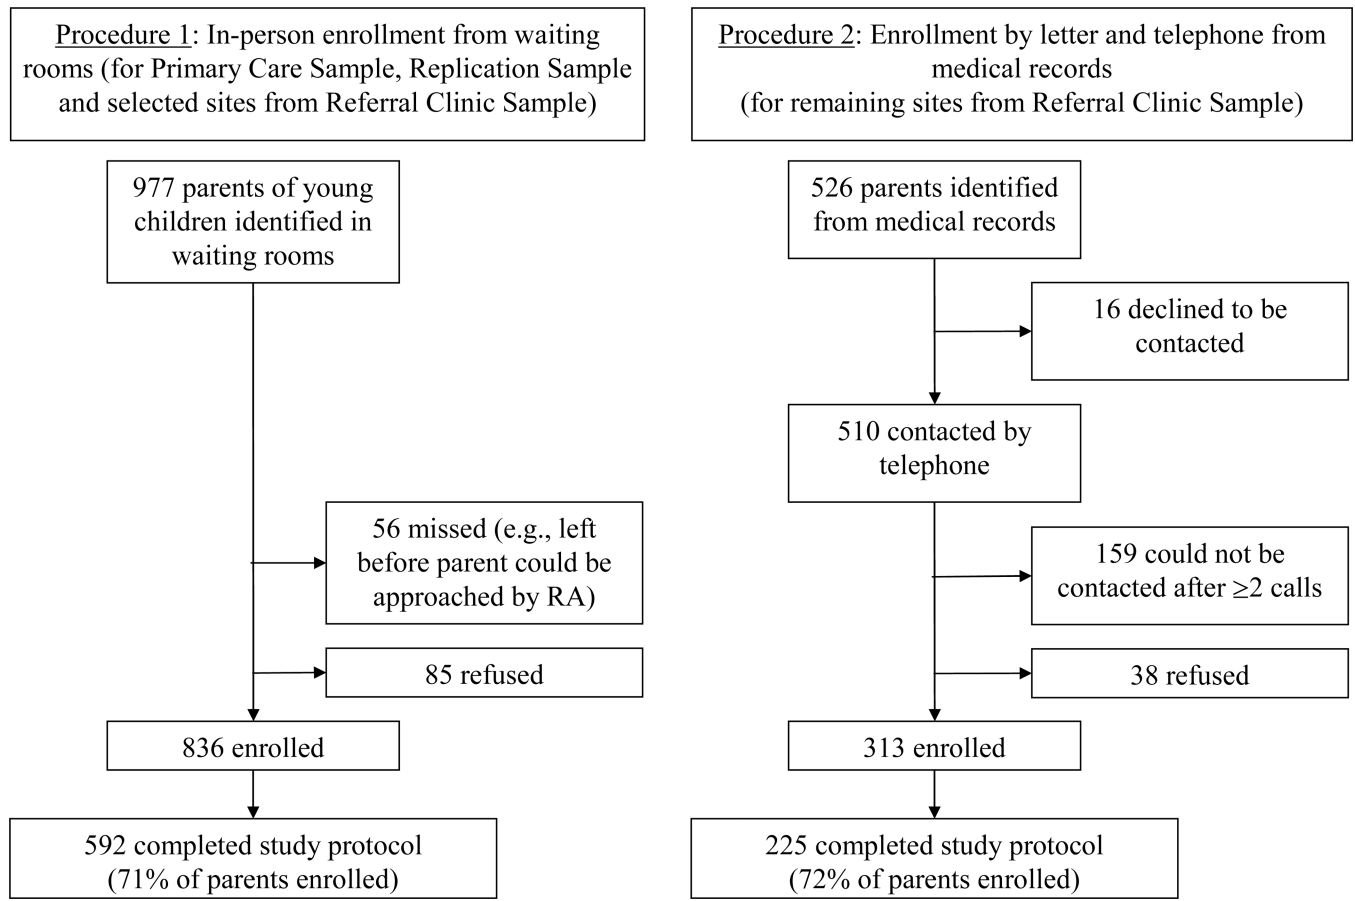 Procedure 1: In-person enrollment from waiting
rooms (for Primary Care Sample, Replication Sample
and selected sites from Referral Clinic Sample)
977 parents of young
children identified in
waiting rooms
56 missed (e.g., left
before parent could be
approached by RA)
85 refused
836 enrolled
592 completed study protocol
(71% of parents enrolled)
Procedure 2: Enrollment by letter and telephone from
medical records
(for remaining sites from Referral Clinic Sample)
526 parents identified
from medical records
16 declined to be
contacted
510 contacted by
telephone
159 could not be
contacted after ≥2 calls
38 refused
313 enrolled
225 completed study protocol
(72% of parents enrolled)